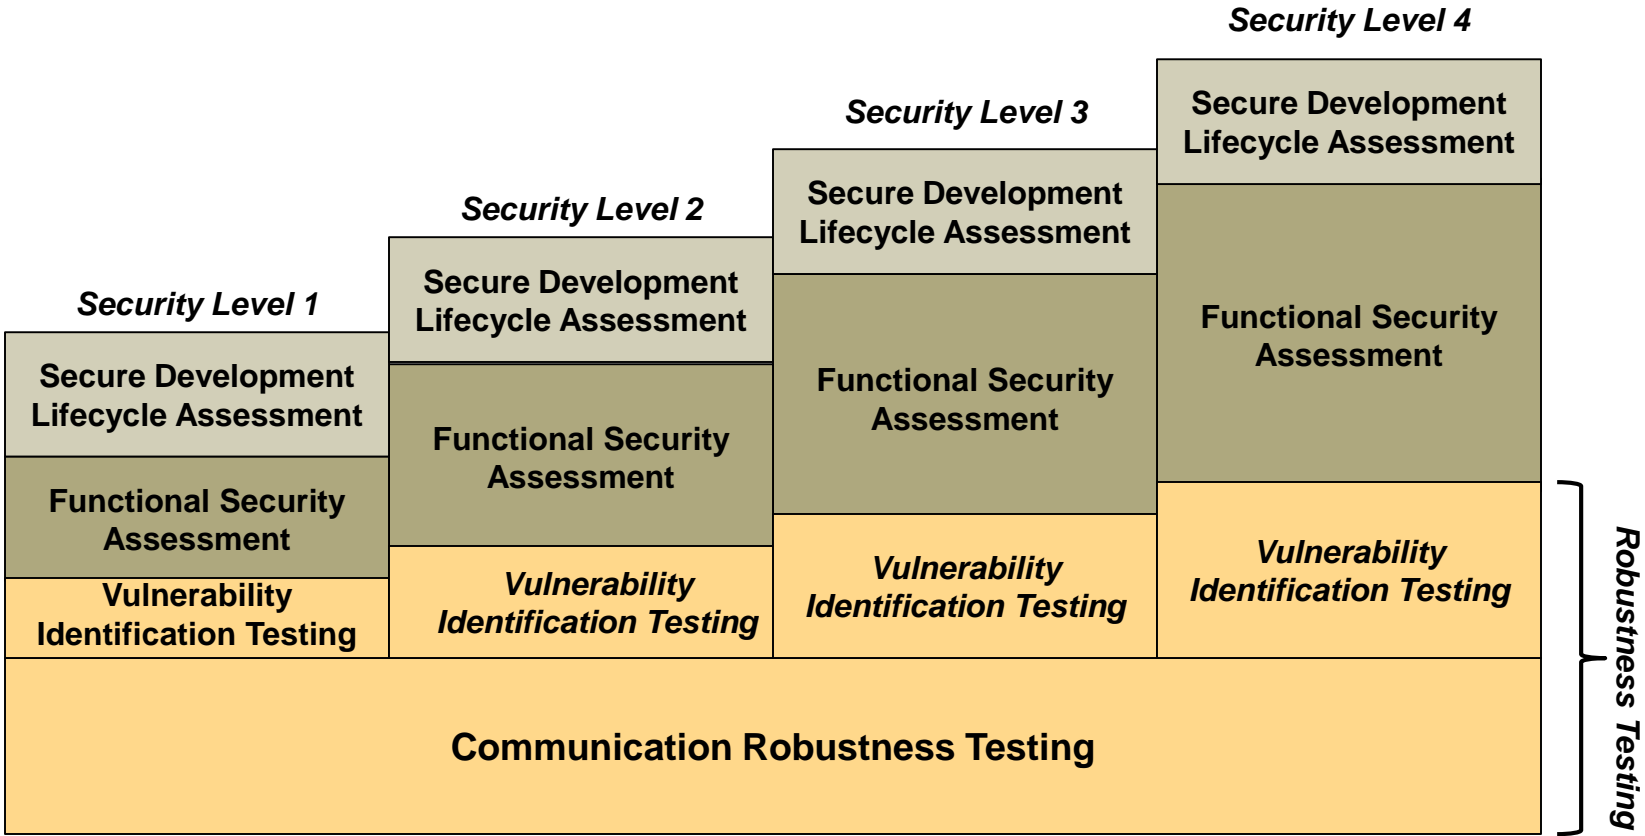 Security Level 1
Secure Development
Lifecycle Assessment
Functional Security
Assessment
Vulnerability
Identification Testing
Security Level 2
Secure Development
Lifecycle Assessment
Functional Security
Assessment
Vulnerability
Identification Testing
Security Level 3
Secure Development
Lifecycle Assessment
Functional Security
Assessment
Vulnerability
Identification Testing
Security Level 4
Secure Development
Lifecycle Assessment
Functional Security
Assessment
Vulnerability
Identification Testing
Communication Robustness Testing
Robustness Testing